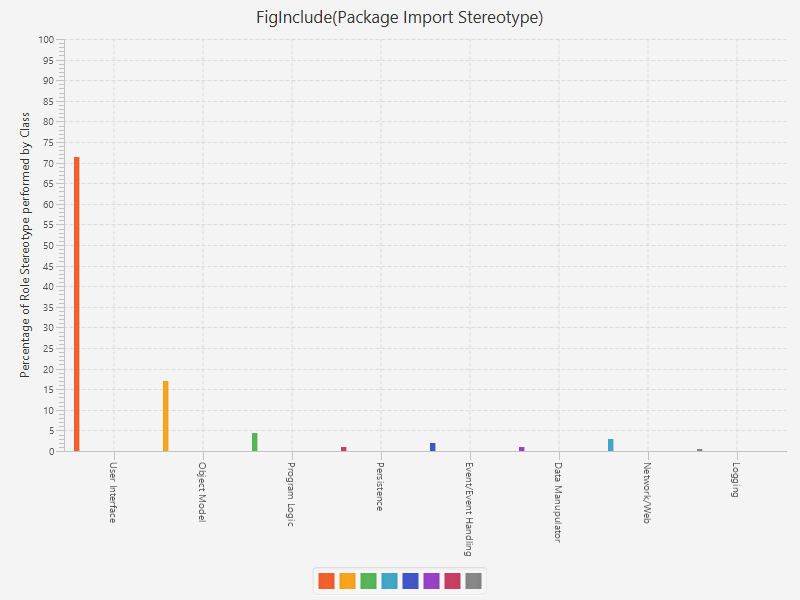 FigInclude(Package Import Stereotype)
Percentage of Role Stereotype performed by Class
100
95
90
85
80
75
70
65
60
55
50
45
40
35
30
25
20
15
10
5
0
User Interface
Object Model
Program Logic
Persistence
Event/Event Handling
Data Manupulator
Network/Web
Logging